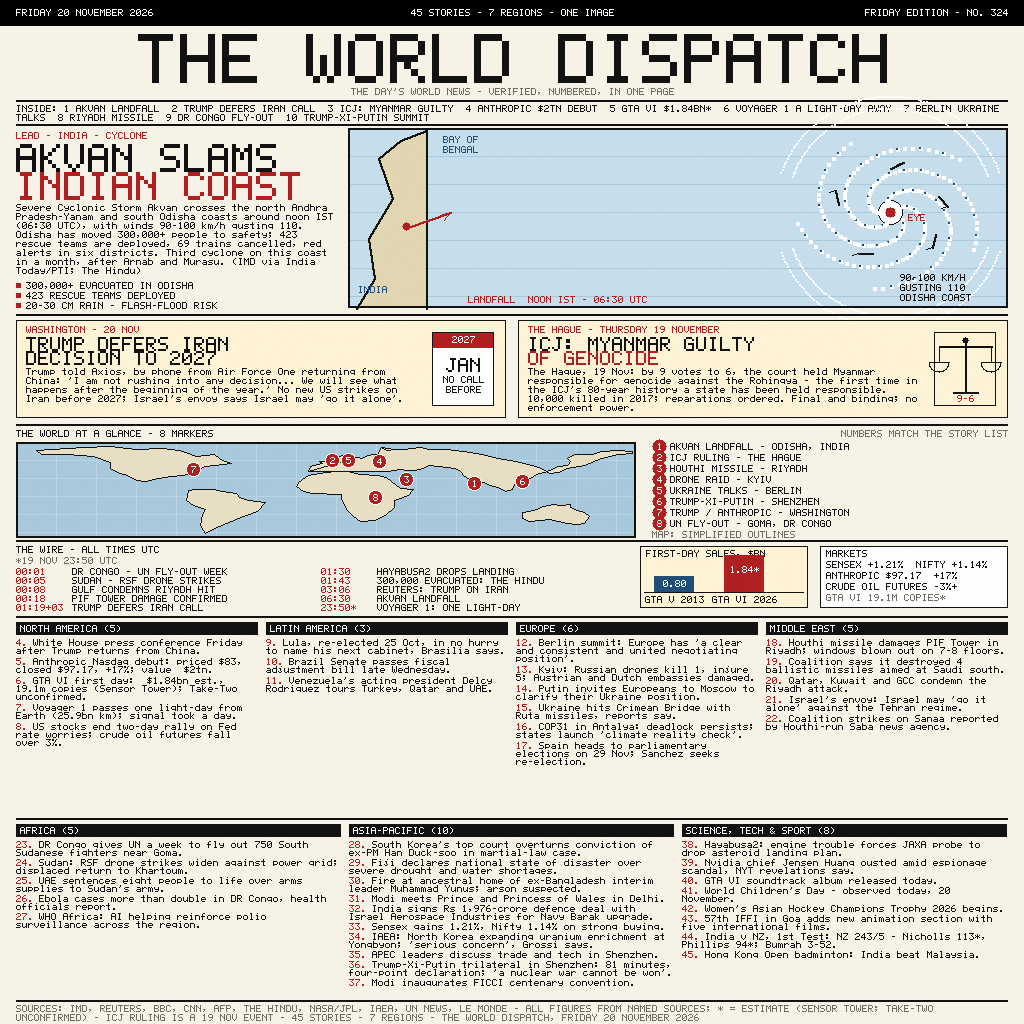 FRIDAY 20 NOVEMBER 2026
45 STORIES - 7 REGIONS - ONE IMAGE
FRIDAY EDITION - NO. 324
THE WORLD DISPATCH
THE DAY'S WORLD NEWS - VERIFIED, NUMBERED, IN ONE PAGE
INSIDE: 1 AKVAN LANDFALL 2 TRUMP DEFERS IRAN CALL 3 ICJ: MYANMAR GUILTY 4 ANTHROPIC $2TN DEBUT 5 GTA VI $1.84BN* 6 VOYAGER 1 A LIGHT-DAY AWAY 7 BERLIN UKRAINE
TALKS 8 RIYADH MISSILE 9 DR CONGO FLY-OUT 10 TRUMP-XI-PUTIN SUMMIT
LEAD - INDIA - CYCLONE
AKVAN SLAMS
INDIAN COAST
Severe Cyclonic Storm Akvan crosses the north Andhra
Pradesh-Yanam and south Odisha coasts around noon IST
(06:30 UTC), with winds 90-100 km/h gusting 110.
Odisha has moved 300,000+ people to safety; 423
rescue teams are deployed, 69 trains cancelled, red
alerts in six districts. Third cyclone on this coast
in a month, after Arnab and Murasu. (IMD via India
Today/PTI; The Hindu)
300,000+ EVACUATED IN ODISHA
423 RESCUE TEAMS DEPLOYED
20-30 CM RAIN - FLASH-FLOOD RISK
BAY OF
BENGAL
INDIA
EYE
LANDFALL NOON IST - 06:30 UTC
90-100 KM/H
GUSTING 110
ODISHA COAST
WASHINGTON - 20 NOV
TRUMP DEFERS IRAN
DECISION TO 2027
Trump told Axios, by phone from Air Force One returning from
China: 'I am not rushing into any decision... We will see what
happens after the beginning of the year.' No new US strikes on
Iran before 2027; Israel's envoy says Israel may 'go it alone'.
2027
JAN
NO CALL
BEFORE
THE HAGUE - THURSDAY 19 NOVEMBER
ICJ: MYANMAR GUILTY
OF GENOCIDE
The Hague, 19 Nov: by 9 votes to 6, the court held Myanmar
responsible for genocide against the Rohingya - the first time in
the ICJ's 80-year history a state has been held responsible.
10,000 killed in 2017; reparations ordered. Final and binding; no
enforcement power.
9-6
THE WORLD AT A GLANCE - 8 MARKERS
NUMBERS MATCH THE STORY LIST
7
2
5
4
3
1
6
8
1 AKVAN LANDFALL - ODISHA, INDIA
2 ICJ RULING - THE HAGUE
3 HOUTHI MISSILE - RIYADH
4 DRONE RAID - KYIV
5 UKRAINE TALKS - BERLIN
6 TRUMP-XI-PUTIN - SHENZHEN
7 TRUMP / ANTHROPIC - WASHINGTON
8 UN FLY-OUT - GOMA, DR CONGO
MAP: SIMPLIFIED OUTLINES
THE WIRE - ALL TIMES UTC
*19 NOV 23:50 UTC
00:01 DR CONGO - UN FLY-OUT WEEK
00:05 SUDAN - RSF DRONE STRIKES
00:08 GULF CONDEMNS RIYADH HIT
00:18 PIF TOWER DAMAGE CONFIRMED
01:19+03 TRUMP DEFERS IRAN CALL
01:30 HAYABUSA2 DROPS LANDING
01:43 300,000 EVACUATED: THE HINDU
03:06 REUTERS: TRUMP ON IRAN
06:30 AKVAN LANDFALL
23:50* VOYAGER 1: ONE LIGHT-DAY
FIRST-DAY SALES, $BN
0.80
1.84*
GTA V 2013 GTA VI 2026
MARKETS
SENSEX +1.21% NIFTY +1.14%
ANTHROPIC $97.17 +17%
CRUDE OIL FUTURES -3%+
GTA VI 19.1M COPIES*
NORTH AMERICA (5)
4. White House press conference Friday
after Trump returns from China.
5. Anthropic Nasdaq debut: priced $83,
closed $97.17, +17%; value $2tn.
6. GTA VI first day: $1.84bn est.,
19.1m copies (Sensor Tower); Take-Two
unconfirmed.
7. Voyager 1 passes one light-day from
Earth (25.9bn km); signal took a day.
8. US stocks end two-day rally on Fed
rate worries; crude oil futures fall
over 3%.
LATIN AMERICA (3)
9. Lula, re-elected 25 Oct, in no hurry
to name his next cabinet, Brasilia says.
10. Brazil Senate passes fiscal
adjustment bill late Wednesday.
11. Venezuela's acting president Delcy
Rodriguez tours Turkey, Qatar and UAE.
EUROPE (6)
12. Berlin summit: Europe has 'a clear
and consistent and united negotiating
position'.
13. Kyiv: Russian drones kill 1, injure
5; Austrian and Dutch embassies damaged.
14. Putin invites Europeans to Moscow to
clarify their Ukraine position.
15. Ukraine hits Crimean Bridge with
Ruta missiles, reports say.
16. COP31 in Antalya: deadlock persists;
states launch 'climate reality check'.
17. Spain heads to parliamentary
elections on 29 Nov; Sanchez seeks
re-election.
MIDDLE EAST (5)
18. Houthi missile damages PIF Tower in
Riyadh; windows blown out on 7-8 floors.
19. Coalition says it destroyed 4
ballistic missiles aimed at Saudi south.
20. Qatar, Kuwait and GCC condemn the
Riyadh attack.
21. Israel's envoy: Israel may 'go it
alone' against the Tehran regime.
22. Coalition strikes on Sanaa reported
by Houthi-run Saba news agency.
AFRICA (5)
23. DR Congo gives UN a week to fly out 750 South
Sudanese fighters near Goma.
24. Sudan: RSF drone strikes widen against power grid;
displaced return to Khartoum.
25. UAE sentences eight people to life over arms
supplies to Sudan's army.
26. Ebola cases more than double in DR Congo, health
officials report.
27. WHO Africa: AI helping reinforce polio
surveillance across the region.
ASIA-PACIFIC (10)
28. South Korea's top court overturns conviction of
ex-PM Han Duck-soo in martial-law case.
29. Fiji declares national state of disaster over
severe drought and water shortages.
30. Fire at ancestral home of ex-Bangladesh interim
leader Muhammad Yunus; arson suspected.
31. Modi meets Prince and Princess of Wales in Delhi.
32. India signs Rs 1,976-crore defence deal with
Israel Aerospace Industries for Navy Barak upgrade.
33. Sensex gains 1.21%, Nifty 1.14% on strong buying.
34. IAEA: North Korea expanding uranium enrichment at
Yongbyon; 'serious concern', Grossi says.
35. APEC leaders discuss trade and tech in Shenzhen.
36. Trump-Xi-Putin trilateral in Shenzhen: 81 minutes,
four-point declaration; 'a nuclear war cannot be won'.
37. Modi inaugurates FICCI centenary convention.
SCIENCE, TECH & SPORT (8)
38. Hayabusa2: engine trouble forces JAXA probe to
drop asteroid landing plan.
39. Nvidia chief Jensen Huang ousted amid espionage
scandal, NYT revelations say.
40. GTA VI soundtrack album released today.
41. World Children's Day - observed today, 20
November.
42. Women's Asian Hockey Champions Trophy 2026 begins.
43. 57th IFFI in Goa adds new animation section with
five international films.
44. India v NZ, 1st Test: NZ 243/5 - Nicholls 113*,
Phillips 94*; Bumrah 3-52.
45. Hong Kong Open badminton: India beat Malaysia.
SOURCES: IMD, REUTERS, BBC, CNN, AFP, THE HINDU, NASA/JPL, IAEA, UN NEWS, LE MONDE - ALL FIGURES FROM NAMED SOURCES; * = ESTIMATE (SENSOR TOWER; TAKE-TWO
UNCONFIRMED) - ICJ RULING IS A 19 NOV EVENT - 45 STORIES - 7 REGIONS - THE WORLD DISPATCH, FRIDAY 20 NOVEMBER 2026